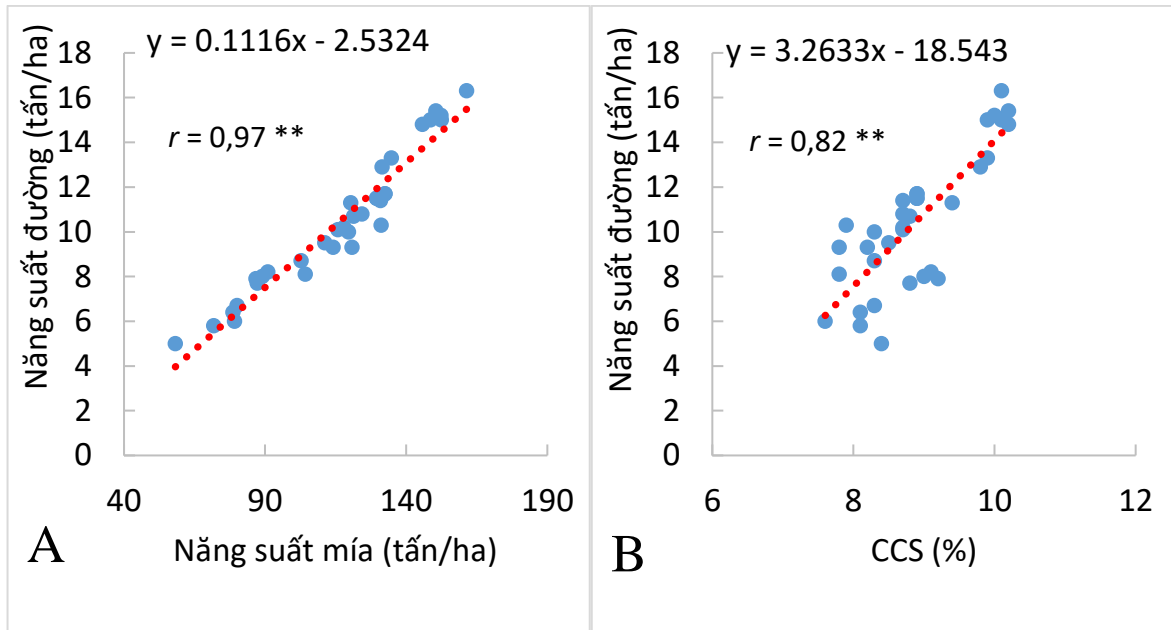 y = 0.1116x - 2.5324
r = 0,97 **
Năng suất đường (tấn/ha)
18
16
14
12
10
8
6
4
2
0
40 90 140 190
Năng suất mía (tấn/ha)
A
y = 3.2633x - 18.543
r = 0,82 **
Năng suất đường (tấn/ha)
18
16
14
12
10
8
6
4
2
0
6 8 10 12
CCS (%)
B